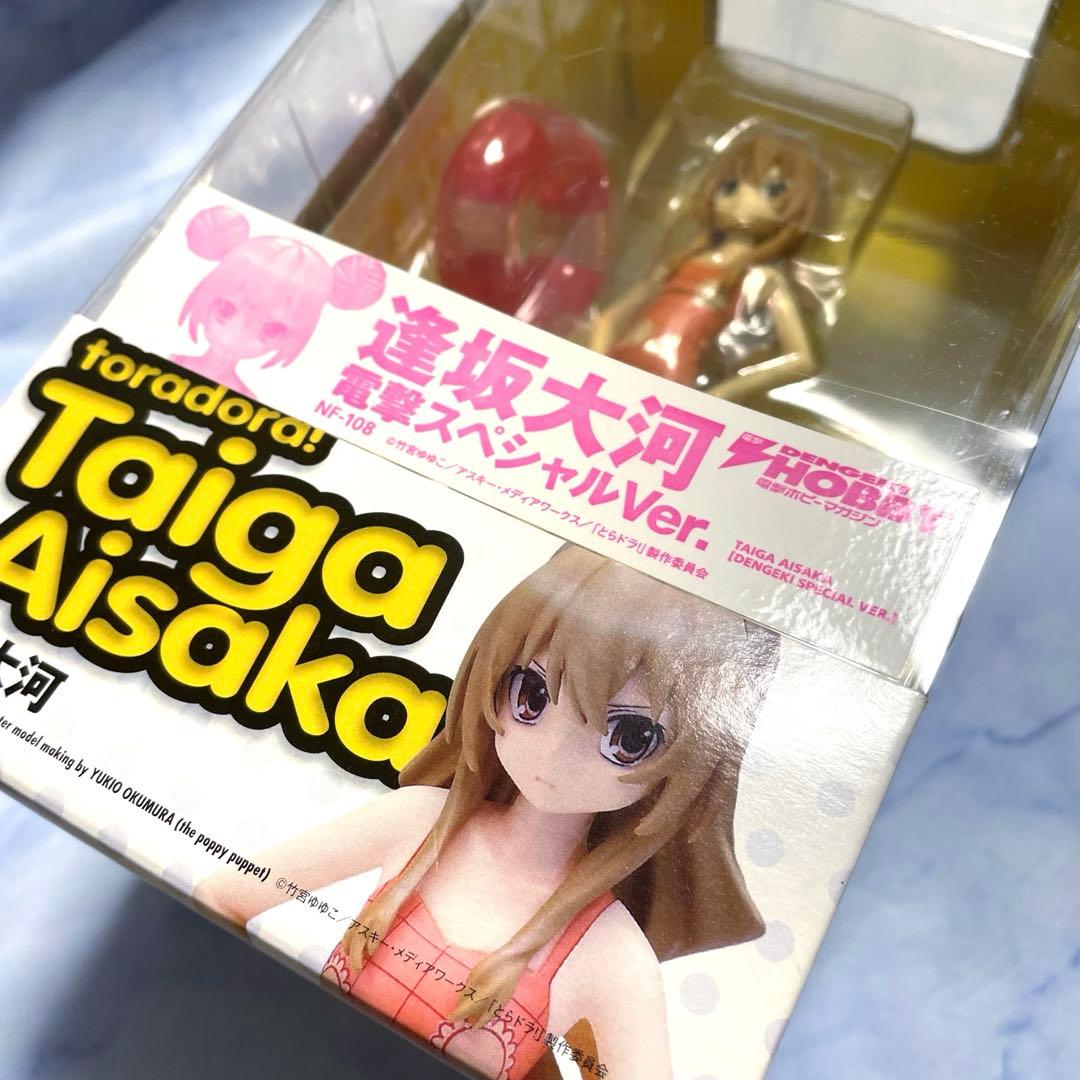 逢坂大河
電撃スペシャルVer.
NF-108
©竹宮ゆゆこ/アスキー・メディアワークス/「とらドラ!」製作委員会
電撃
DENGEKI
HOBBY
電撃ホビーマガジン
TAIGA AISAKA
[DENGEKI SPECIAL VER.]
toradora!
Taiga
Aisaka
大河
model making by YUKIO OKUMURA (the poppy puppet)
©竹宮ゆゆこ/アスキー・メディアワークス/「とらドラ!」製作委員会